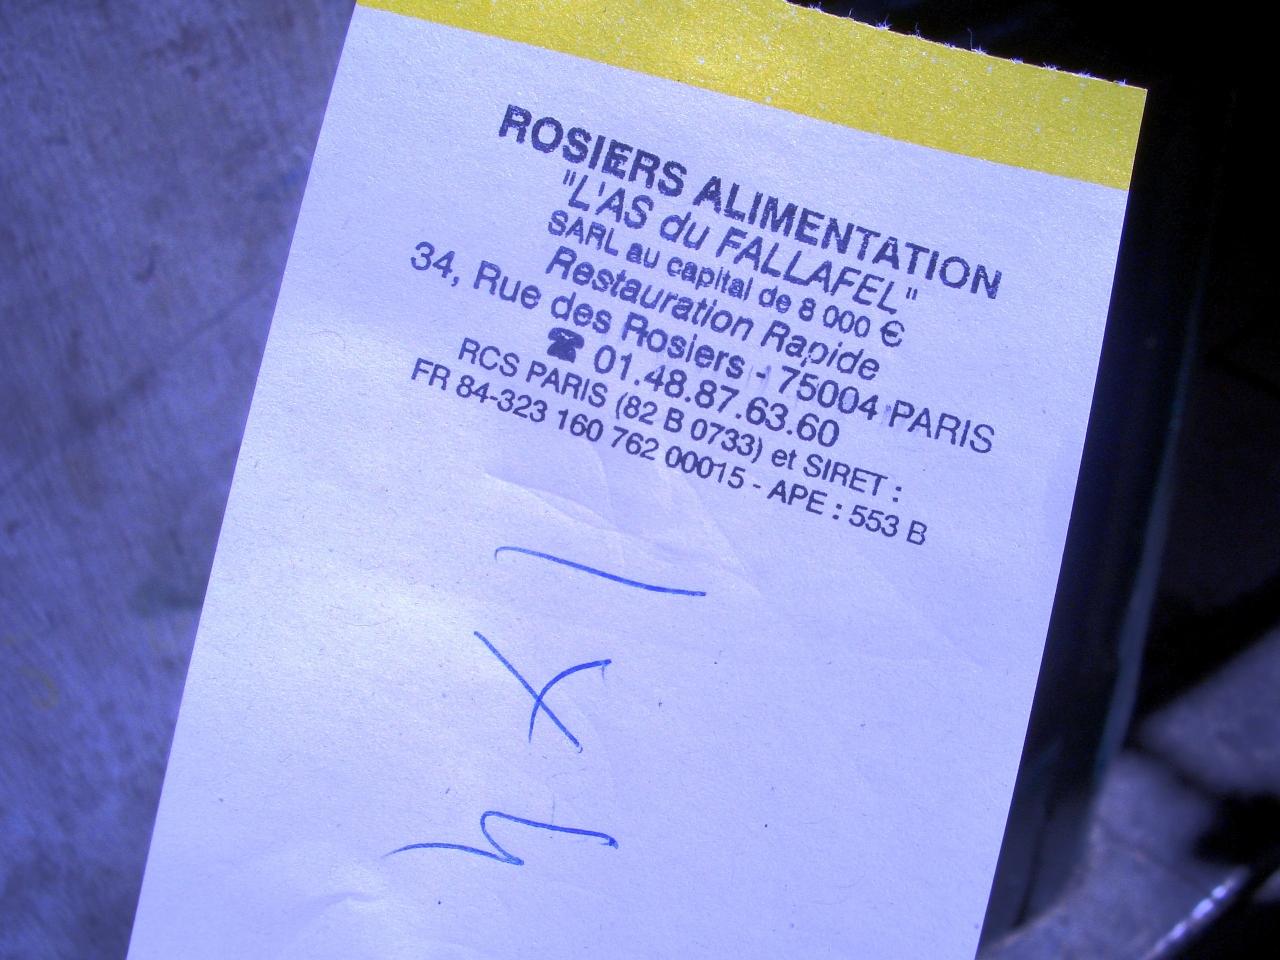 ROSIERS ALIMENTATION
"L'AS du FALLAFEL"
SARL au capital de 8 000 €
Restauration Rapide
34, Rue des Rosiers - 75004 PARIS
☎ 01.48.87.63.60
RCS PARIS (82 B 0733) et SIRET :
FR 84-323 160 762 00015 - APE : 553 B